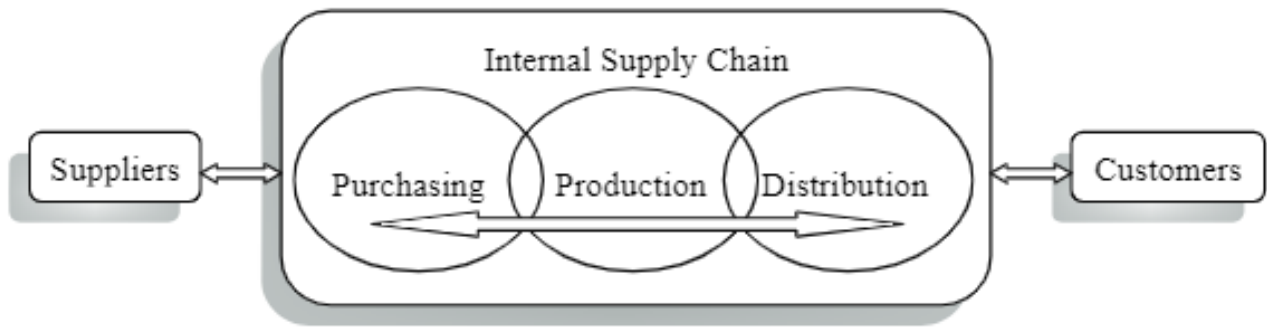 Internal Supply Chain
Suppliers
Purchasing
Production
Distribution
Customers